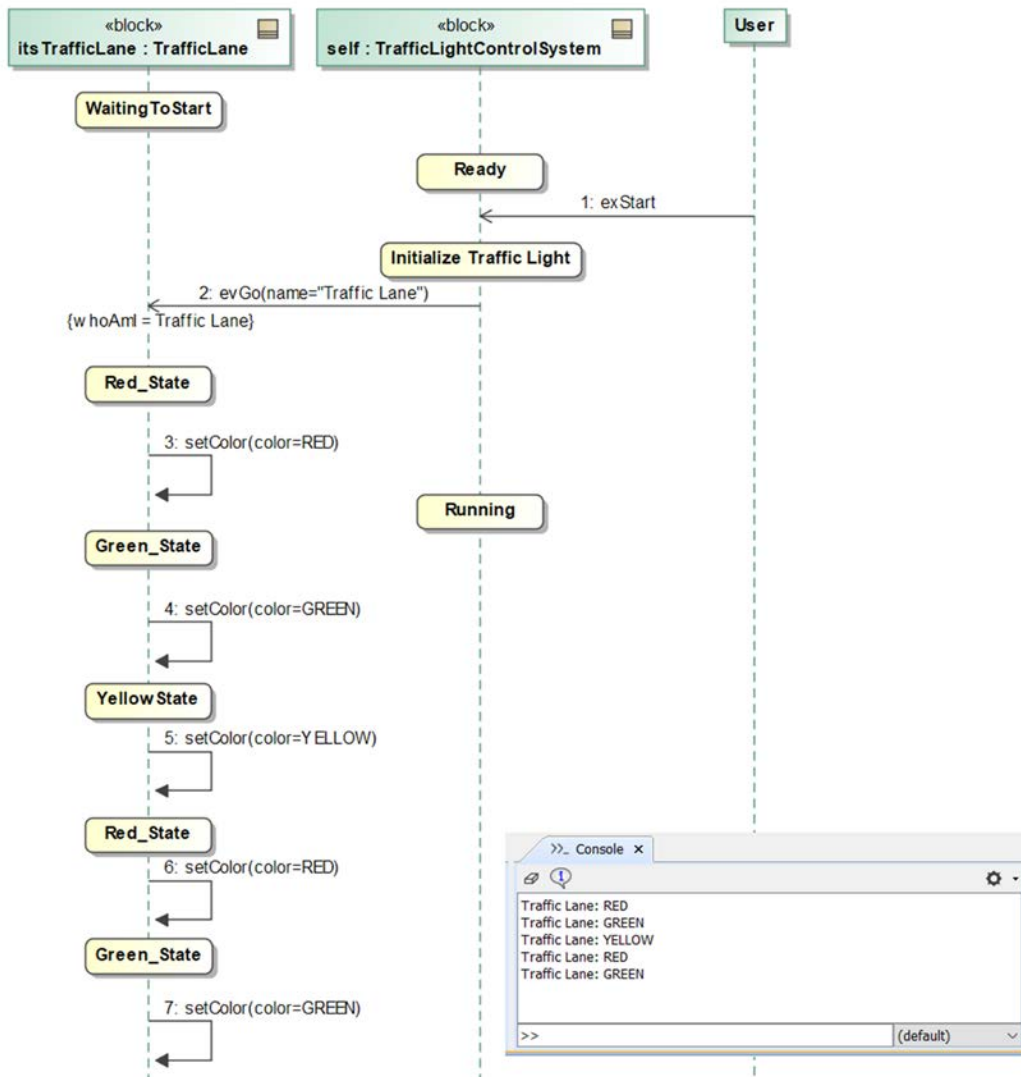 «block»
itsTrafficLane : TrafficLane
«block»
self : TrafficLightControlSystem
User
WaitingToStart
Ready
1: exStart
Initialize Traffic Light
2: evGo(name="Traffic Lane")
{whoAmI = Traffic Lane}
Red_State
3: setColor(color=RED)
Running
Green_State
4: setColor(color=GREEN)
YellowState
5: setColor(color=YELLOW)
Red_State
6: setColor(color=RED)
Green_State
7: setColor(color=GREEN)
>>_ Console ×
Traffic Lane: RED
Traffic Lane: GREEN
Traffic Lane: YELLOW
Traffic Lane: RED
Traffic Lane: GREEN
>>
(default)